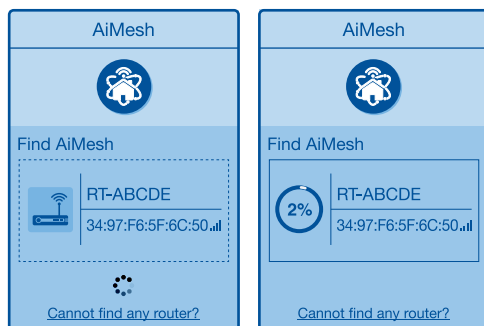 AiMesh
Find AiMesh
RT-ABCDE
34:97:F6:5F:6C:50
Cannot find any router?
AiMesh
Find AiMesh
2%
RT-ABCDE
34:97:F6:5F:6C:50
Cannot find any router?